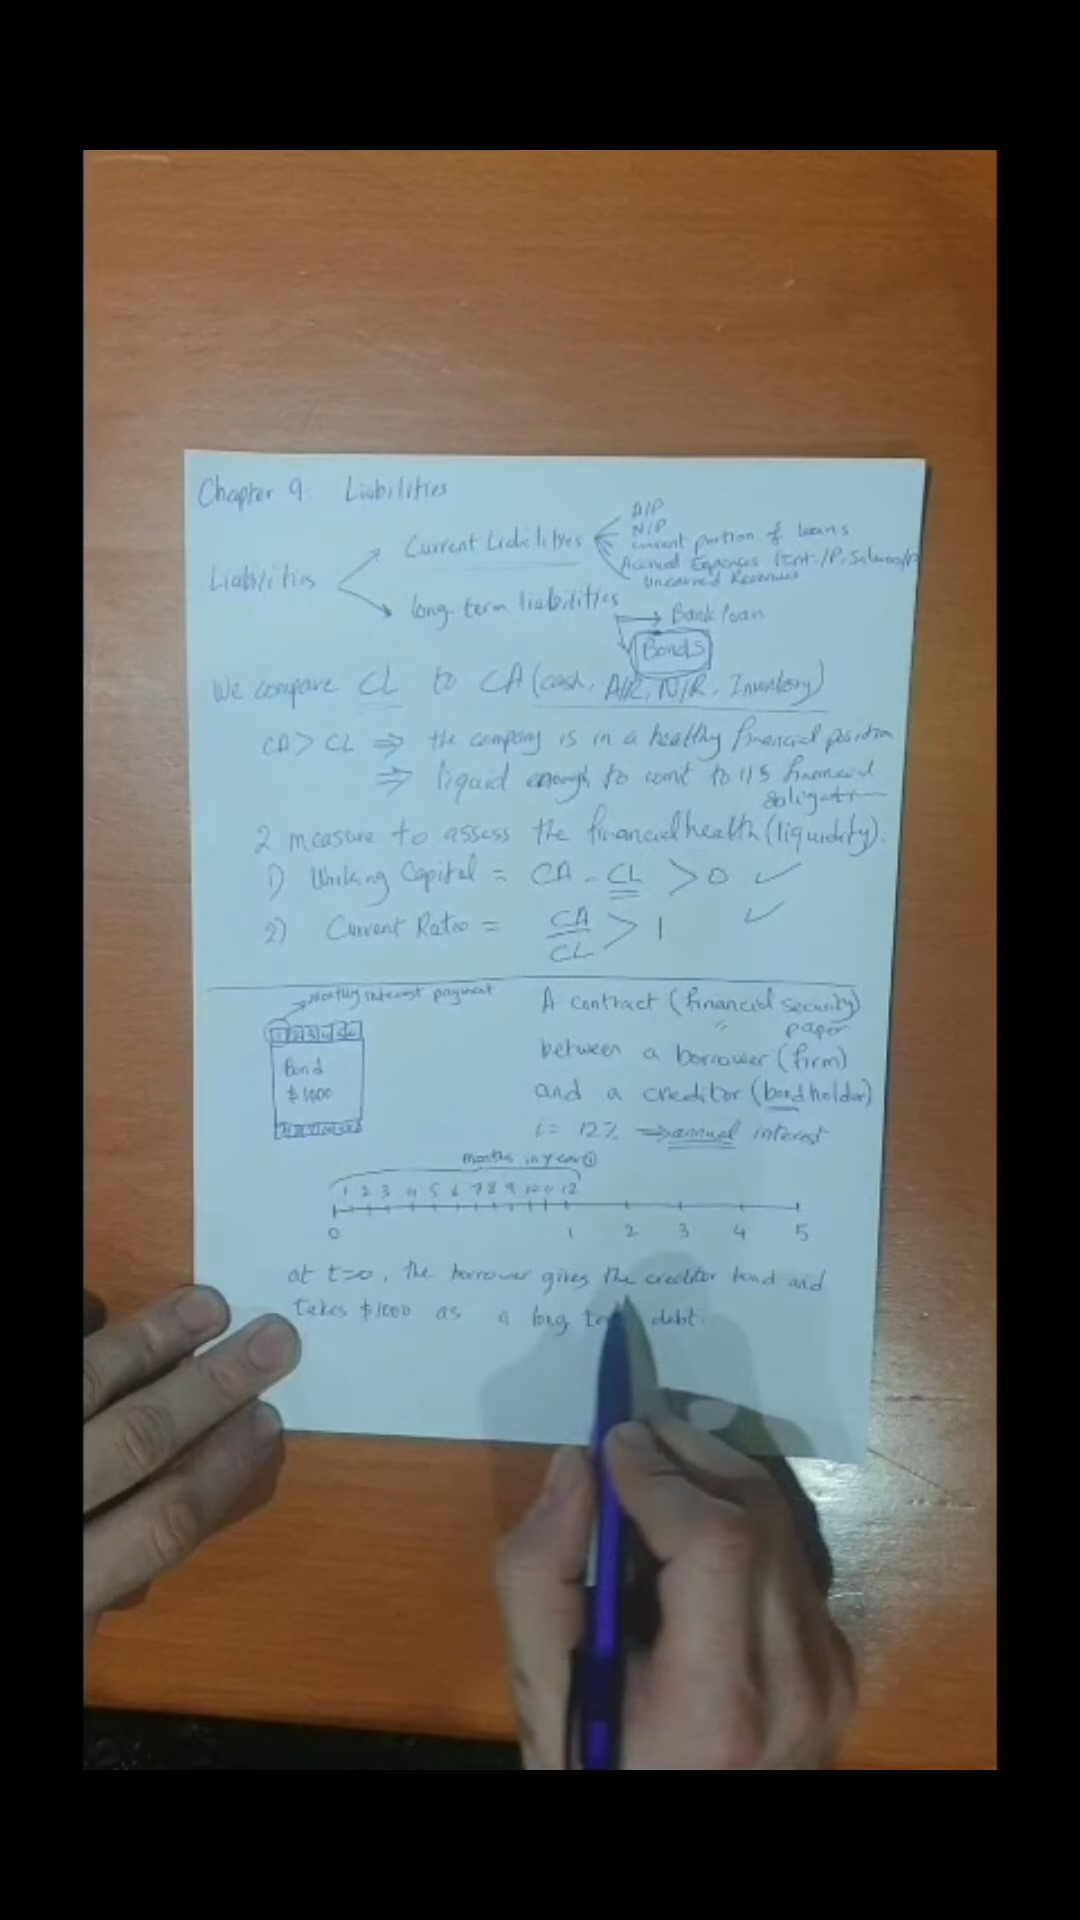 Chapter 9. Liabilities
Liabilities
Current Liabilities
A/P
N/P
current portion of loans
Accrued Expenses (Int/P, Salaries/P
Unearned Revenues
long term liabilities
Bank loan
Bonds
We compare CL to CA (cash, A/R, N/R, Inventory)
CA > CL ⇒ the company is in a healthy financial position
⇒ liquid enough to comit to its financial
obligation
2 measure to assess the financial health (liquidity).
1) Working Capital = CA - CL > 0 ✓
2) Current Ratio = CA/CL > 1 ✓
Monthly interest payment
Bond
$1000
A contract (financial security)
" paper
between a borrower (firm)
and a creditor (bondholder)
i = 12% ⇒ annual interest
months in year ①
1 2 3 4 5 6 7 8 9 10 11 12
0 1 2 3 4 5
at t=0, the borrower gives the creditor bond and
takes $1000 as a long debt.